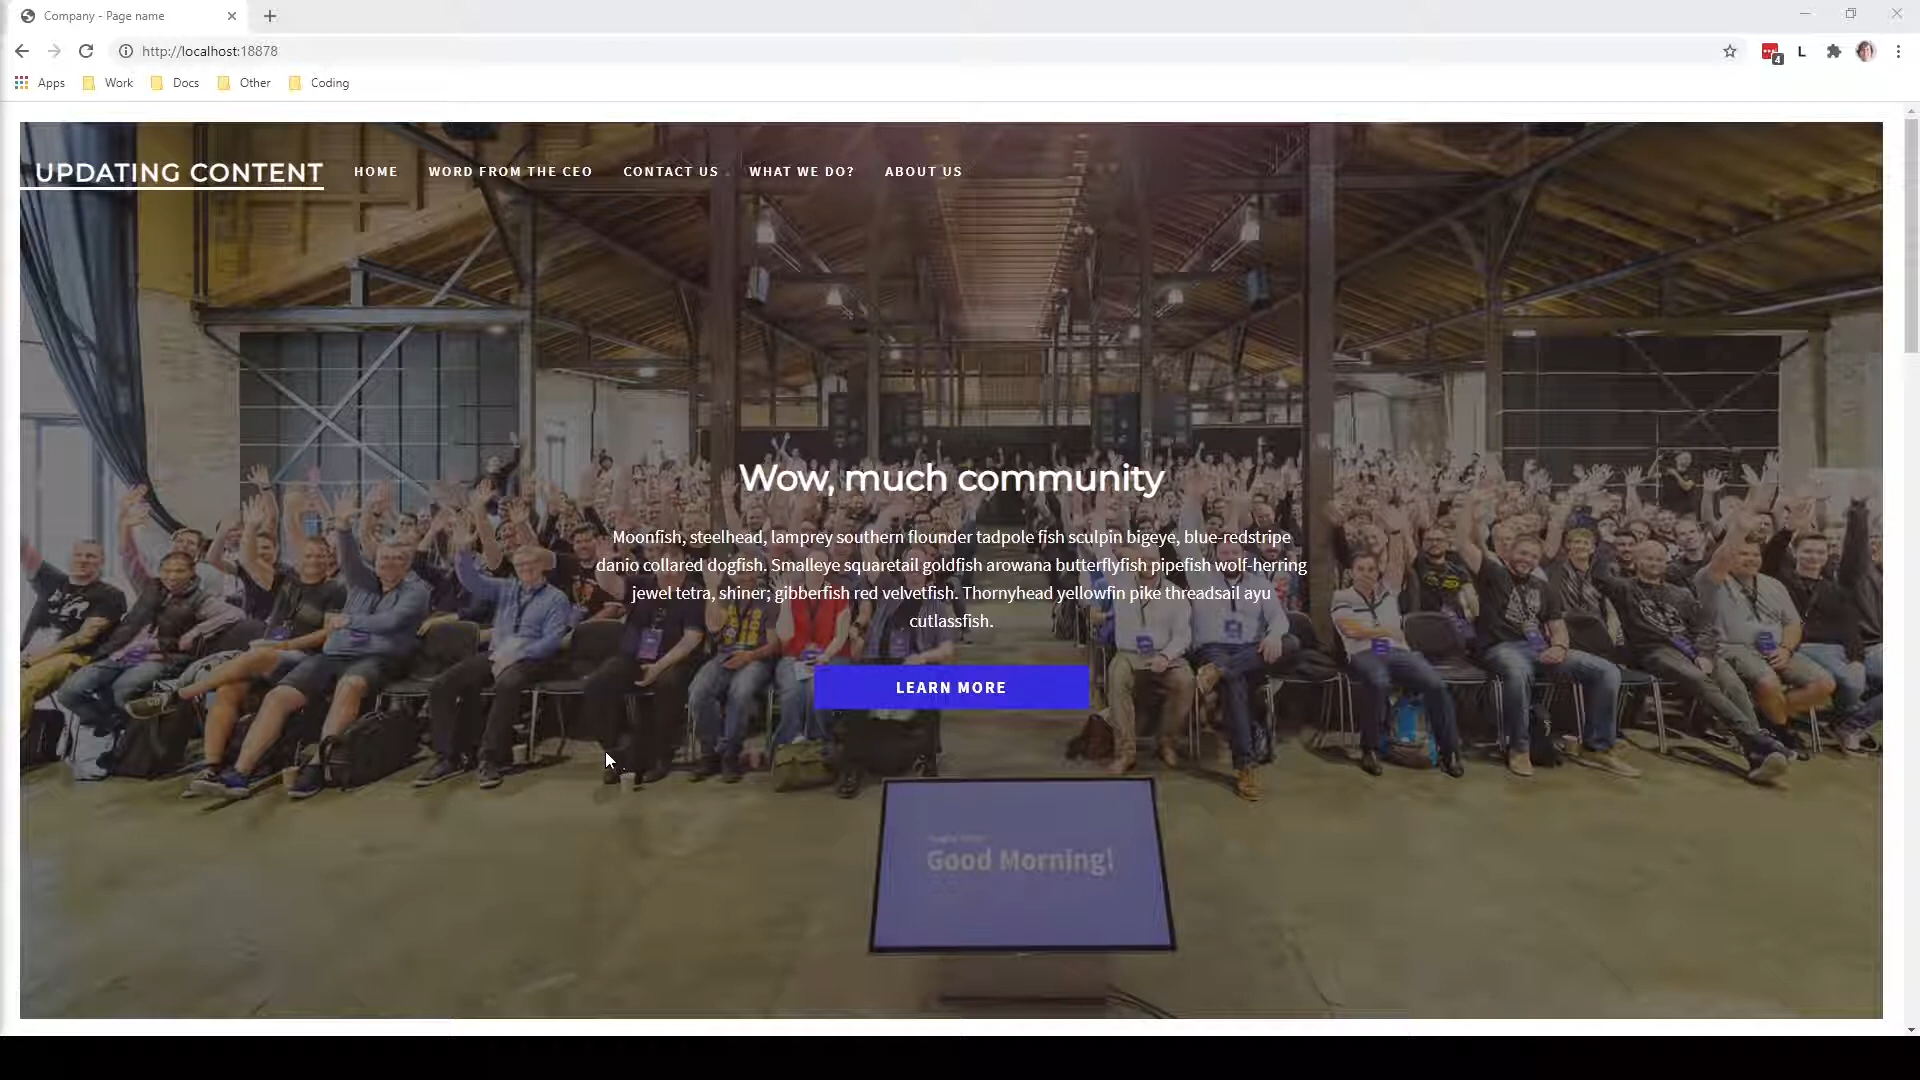 Company - Page name
http://localhost:18878
4
L
Apps
Work
Docs
Other
Coding
UPDATING CONTENT
HOME
WORD FROM THE CEO
CONTACT US
WHAT WE DO?
ABOUT US
Wow, much community
Moonfish, steelhead, lamprey southern flounder tadpole fish sculpin bigeye, blue-redstripe
danio collared dogfish. Smalleye squaretail goldfish arowana butterflyfish pipefish wolf-herring
jewel tetra, shiner; gibberfish red velvetfish. Thornyhead yellowfin pike threadsail ayu
cutlassfish.
LEARN MORE
Good Morning!